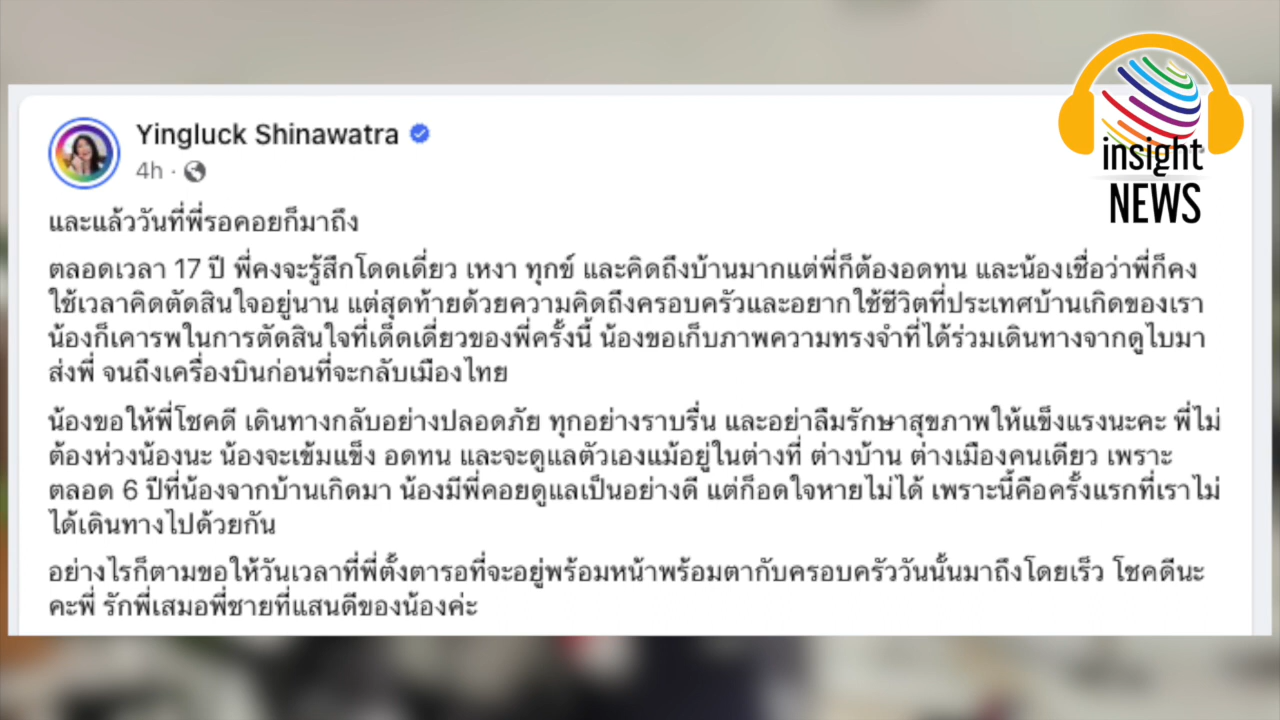 insight
NEWS
Yingluck Shinawatra
4h ·
และแล้ววันที่พี่รอคอยก็มาถึง
ตลอดเวลา 17 ปี พี่คงจะรู้สึกโดดเดี่ยว เหงา ทุกข์ และคิดถึงบ้านมากแต่พี่ก็ต้องอดทน และน้องเชื่อว่าพี่ก็คง
ใช้เวลาคิดตัดสินใจอยู่นาน แต่สุดท้ายด้วยความคิดถึงครอบครัวและอยากใช้ชีวิตที่ประเทศบ้านเกิดของเรา
น้องก็เคารพในการตัดสินใจที่เด็ดเดี่ยวของพี่ครั้งนี้ น้องขอเก็บภาพความทรงจำที่ได้ร่วมเดินทางจากดูไบมา
ส่งพี่ จนถึงเครื่องบินก่อนที่จะกลับเมืองไทย
น้องขอให้พี่โชคดี เดินทางกลับอย่างปลอดภัย ทุกอย่างราบรื่น และอย่าลืมรักษาสุขภาพให้แข็งแรงนะคะ พี่ไม่
ต้องห่วงน้องนะ น้องจะเข้มแข็ง อดทน และจะดูแลตัวเองแม้อยู่ในต่างที่ ต่างบ้าน ต่างเมืองคนเดียว เพราะ
ตลอด 6 ปีที่น้องจากบ้านเกิดมา น้องมีพี่คอยดูแลเป็นอย่างดี แต่ก็อดใจหายไม่ได้ เพราะนี้คือครั้งแรกที่เราไม่
ได้เดินทางไปด้วยกัน
อย่างไรก็ตามขอให้วันเวลาที่พี่ตั้งตารอที่จะอยู่พร้อมหน้าพร้อมตากับครอบครัววันนั้นมาถึงโดยเร็ว โชคดีนะ
คะพี่ รักพี่เสมอพี่ชายที่แสนดีของน้องค่ะ